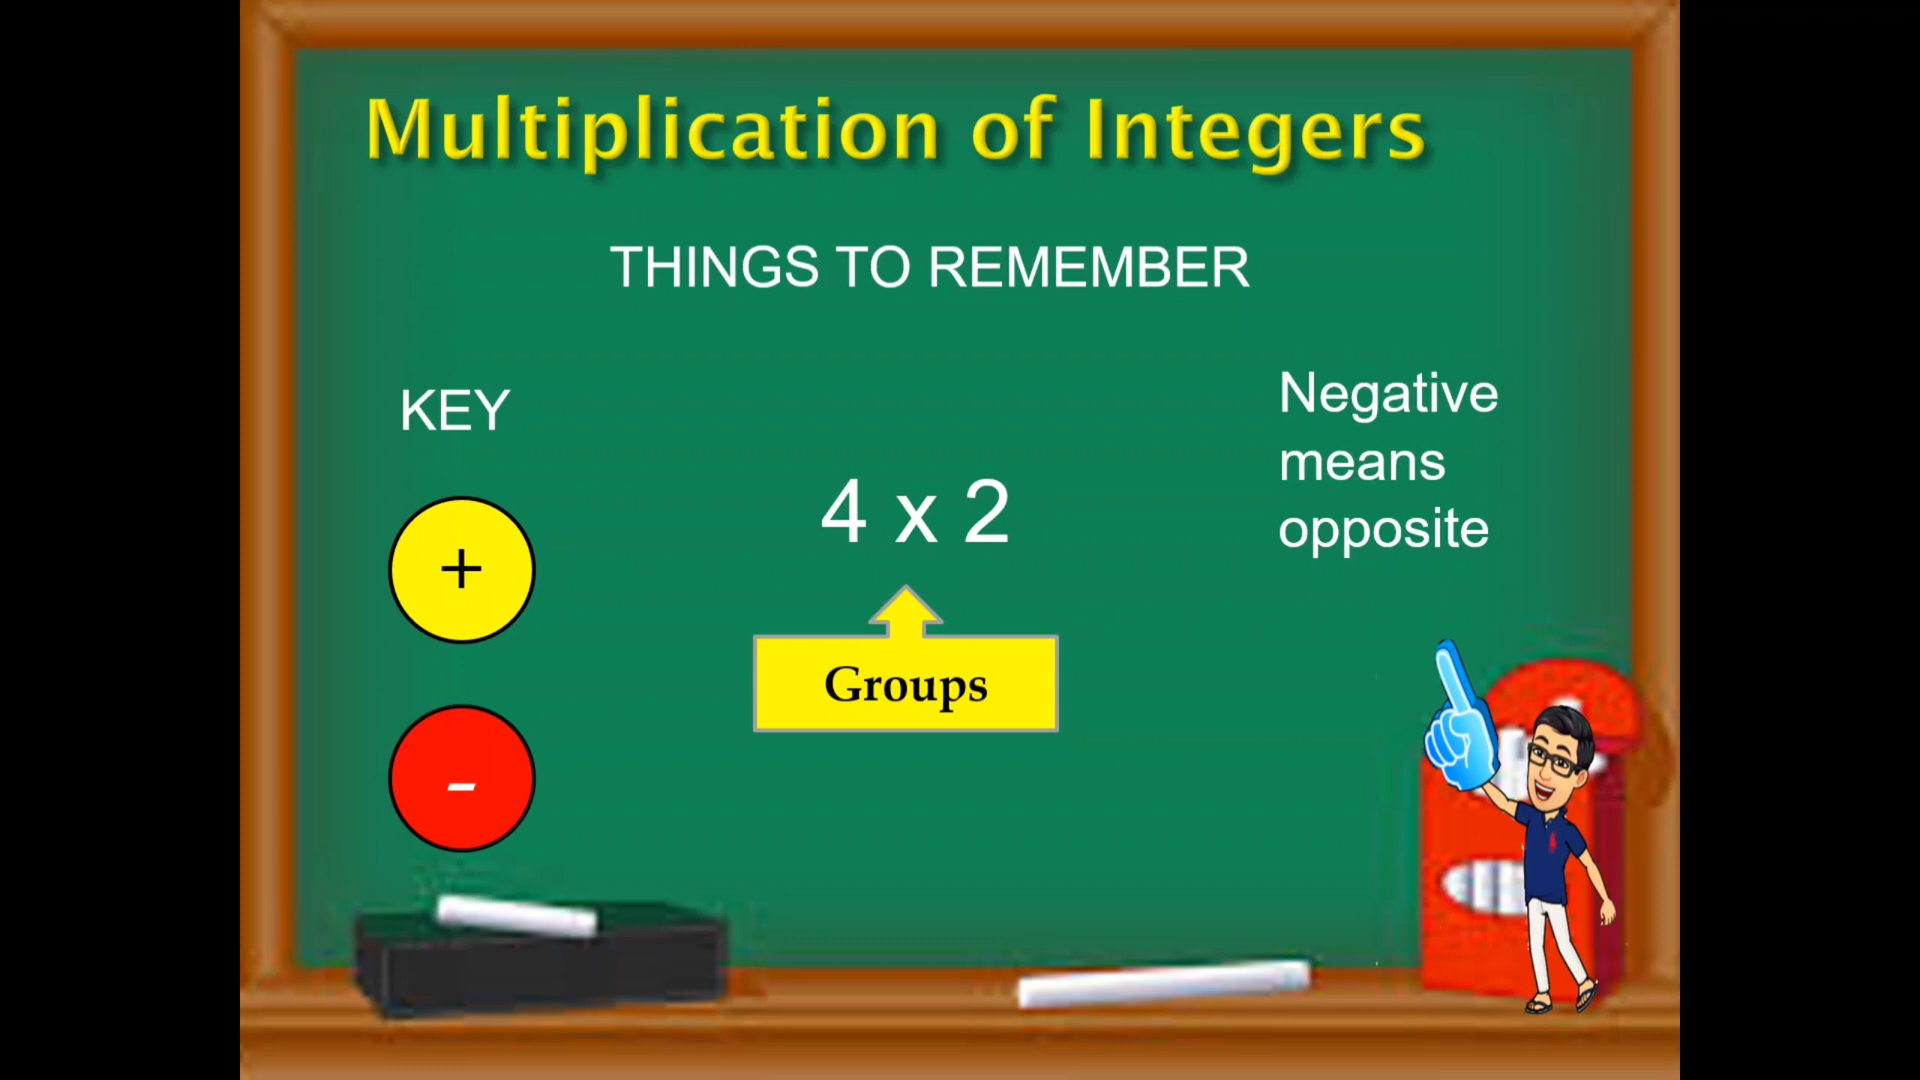 Multiplication of Integers
THINGS TO REMEMBER
KEY
+
-
4 x 2
Groups
Negative
means
opposite